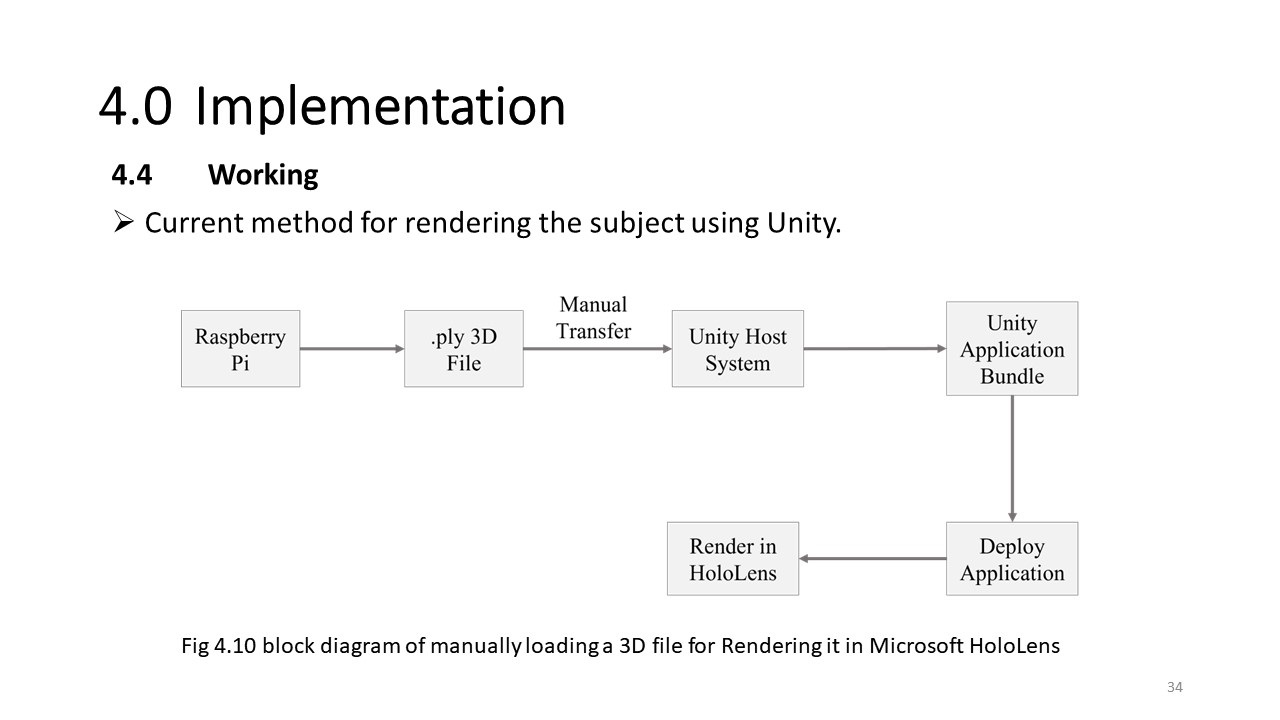 4.0 Implementation
4.4 Working
➢ Current method for rendering the subject using Unity.
Raspberry
Pi
.ply 3D
File
Manual
Transfer
Unity Host
System
Unity
Application
Bundle
Deploy
Application
Render in
HoloLens
Fig 4.10 block diagram of manually loading a 3D file for Rendering it in Microsoft HoloLens
34